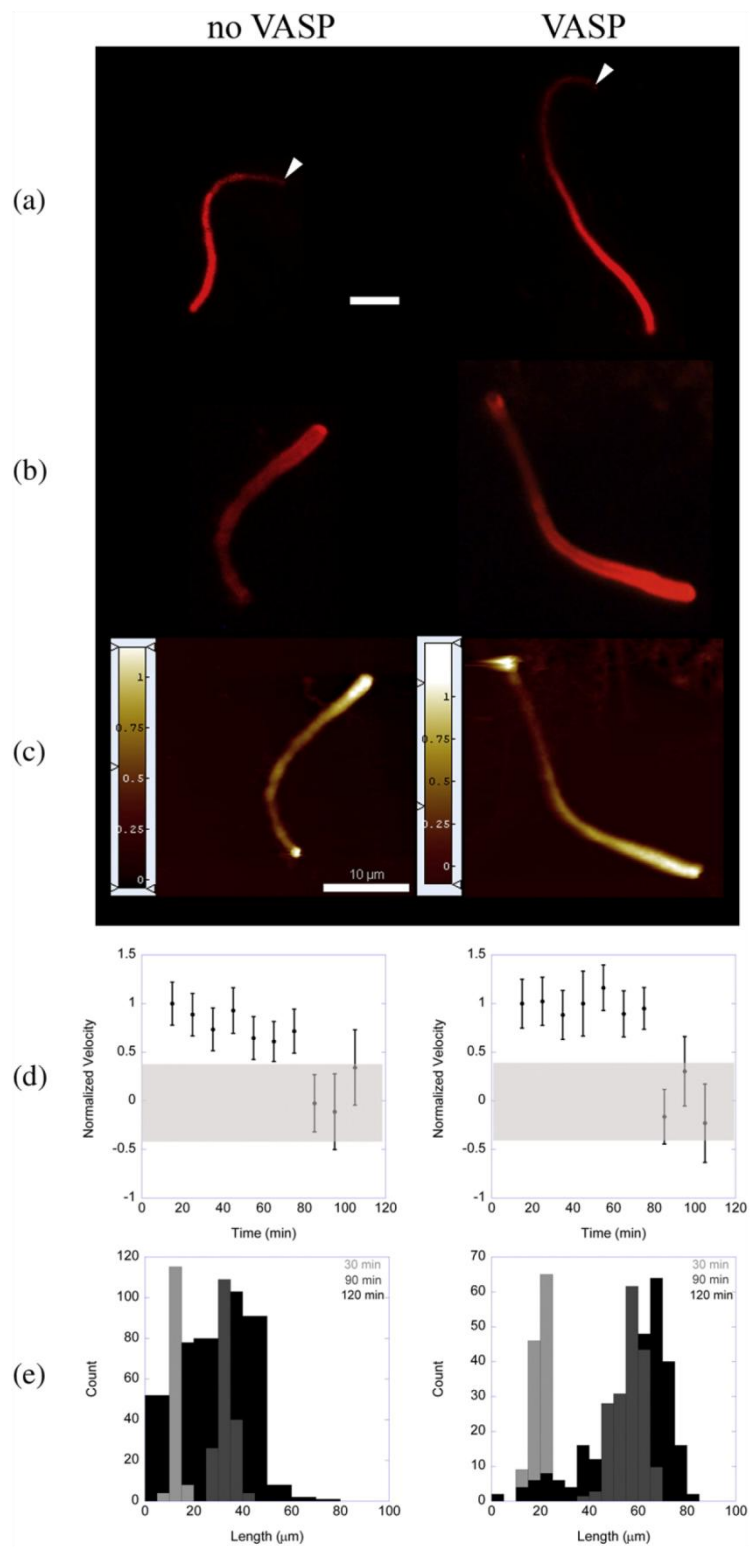 no VASP VASP
(a)
(b)
(c)
1 1
0.75 0.75
0.5 0.5
0.25 0.25
0 0
10 µm
(d)
Normalized Velocity
1.5
1
0.5
0
-0.5
-1
0 20 40 60 80 100 120
Time (min)
Normalized Velocity
1.5
1
0.5
0
-0.5
-1
0 20 40 60 80 100 120
Time (min)
(e)
Count
120
100
80
60
40
20
0
30 min
90 min
120 min
0 20 40 60 80 100
Length (µm)
Count
70
60
50
40
30
20
10
0
30 min
90 min
120 min
0 20 40 60 80 100
Length (µm)